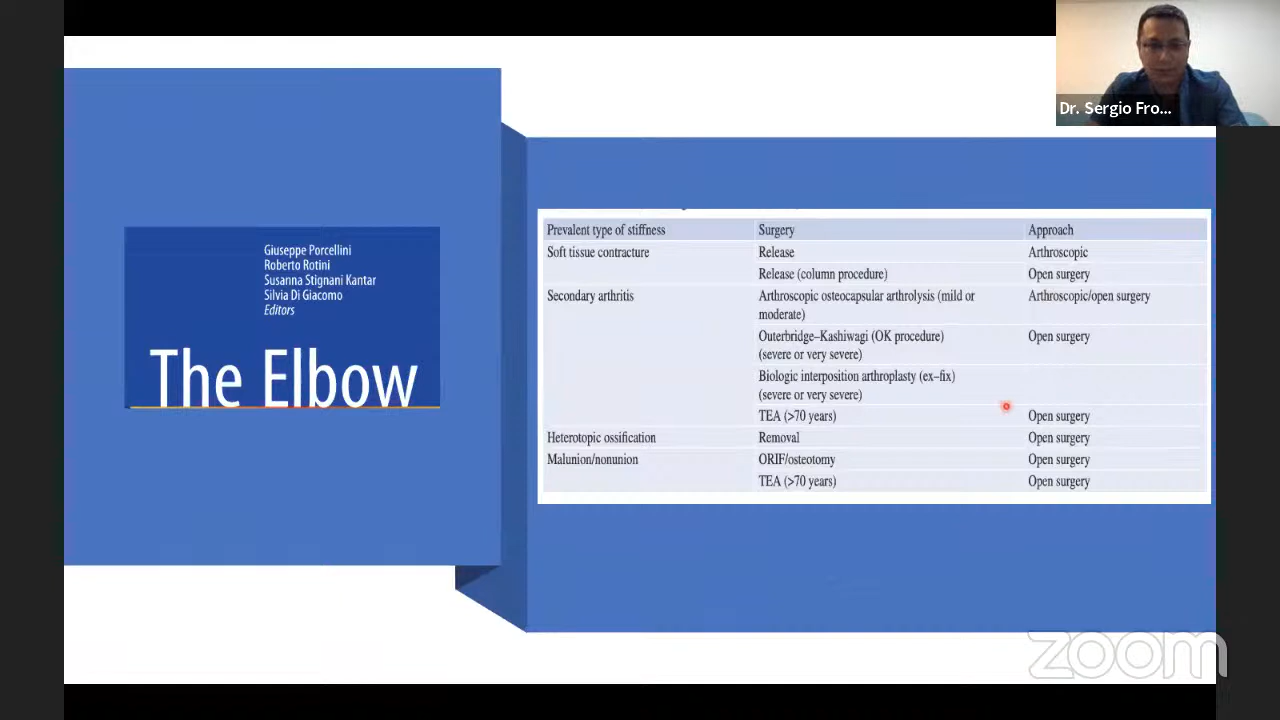 Dr. Sergio Fro...
Giuseppe Porcellini
Roberto Rotini
Susanna Stignani Kantar
Silvia Di Giacomo
Editors
The Elbow
Prevalent type of stiffness Surgery Approach
Soft tissue contracture Release Arthroscopic
Release (column procedure) Open surgery
Secondary arthritis Arthroscopic osteocapsular arthrolysis (mild or Arthroscopic/open surgery
moderate)
Outerbridge–Kashiwagi (OK procedure) Open surgery
(severe or very severe)
Biologic interposition arthroplasty (ex–fix)
(severe or very severe)
TEA (>70 years) Open surgery
Heterotopic ossification Removal Open surgery
Malunion/nonunion ORIF/osteotomy Open surgery
TEA (>70 years) Open surgery
zoom